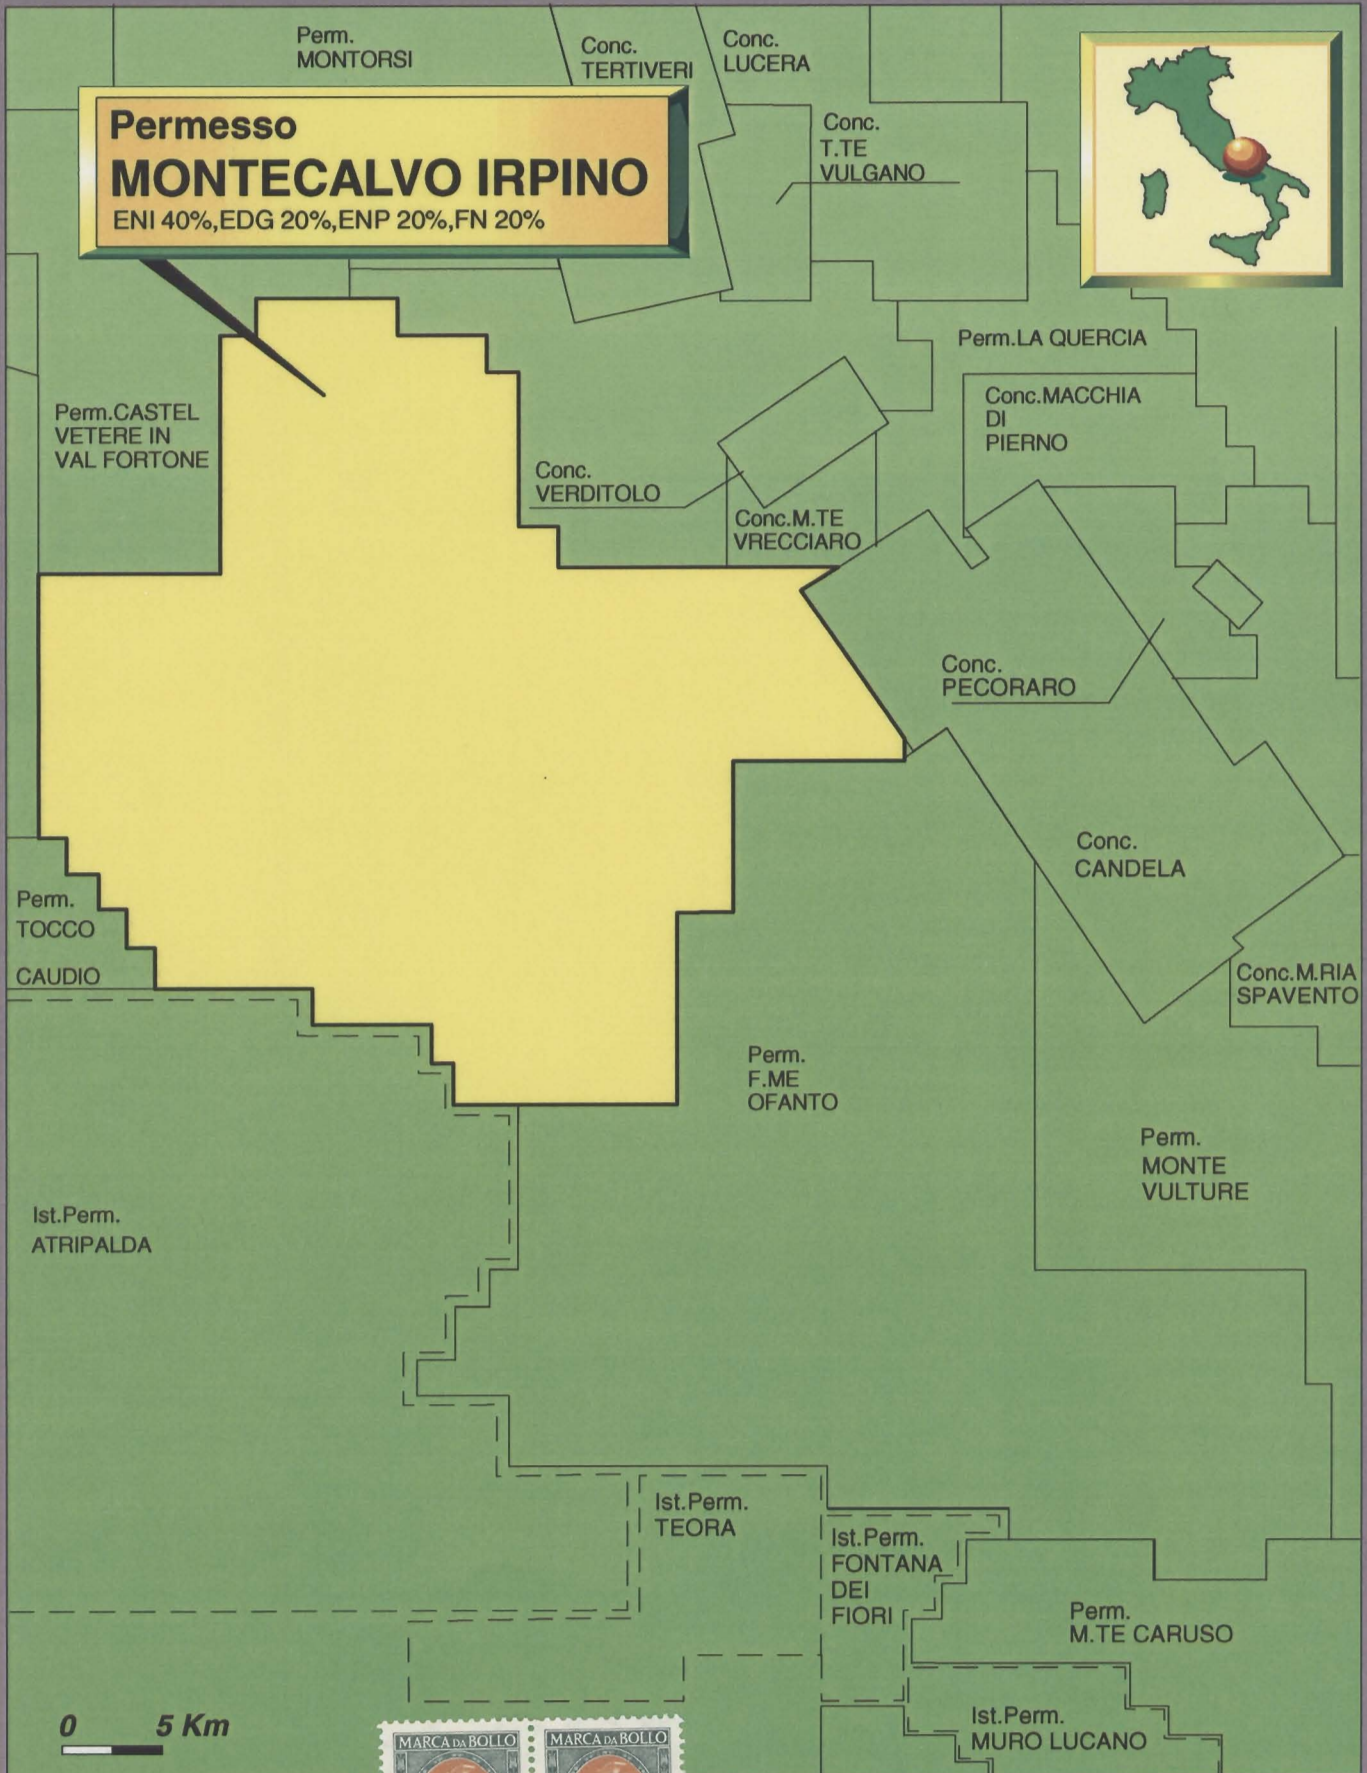 Perm.
MONTORSI
Conc.
TERTIVERI
Conc.
LUCERA
Permesso
MONTECALVO IRPINO
ENI 40%,EDG 20%,ENP 20%,FN 20%
Conc.
T.TE
VULGANO
Perm.LA QUERCIA
Conc.MACCHIA
DI
PIERNO
Perm.CASTEL
VETERE IN
VAL FORTONE
Conc.
VERDITOLO
Conc.M.TE
VRECCIARO
Conc.
PECORARO
Conc.
CANDELA
Perm.
TOCCO
CAUDIO
Conc.M.RIA
SPAVENTO
Perm.
F.ME
OFANTO
Perm.
MONTE
VULTURE
Ist.Perm.
ATRIPALDA
Ist.Perm.
TEORA
Ist.Perm.
FONTANA
DEI
FIORI
Perm.
M.TE CARUSO
Ist.Perm.
MURO LUCANO
0 5 Km
MARCA DA BOLLO
MARCA DA BOLLO